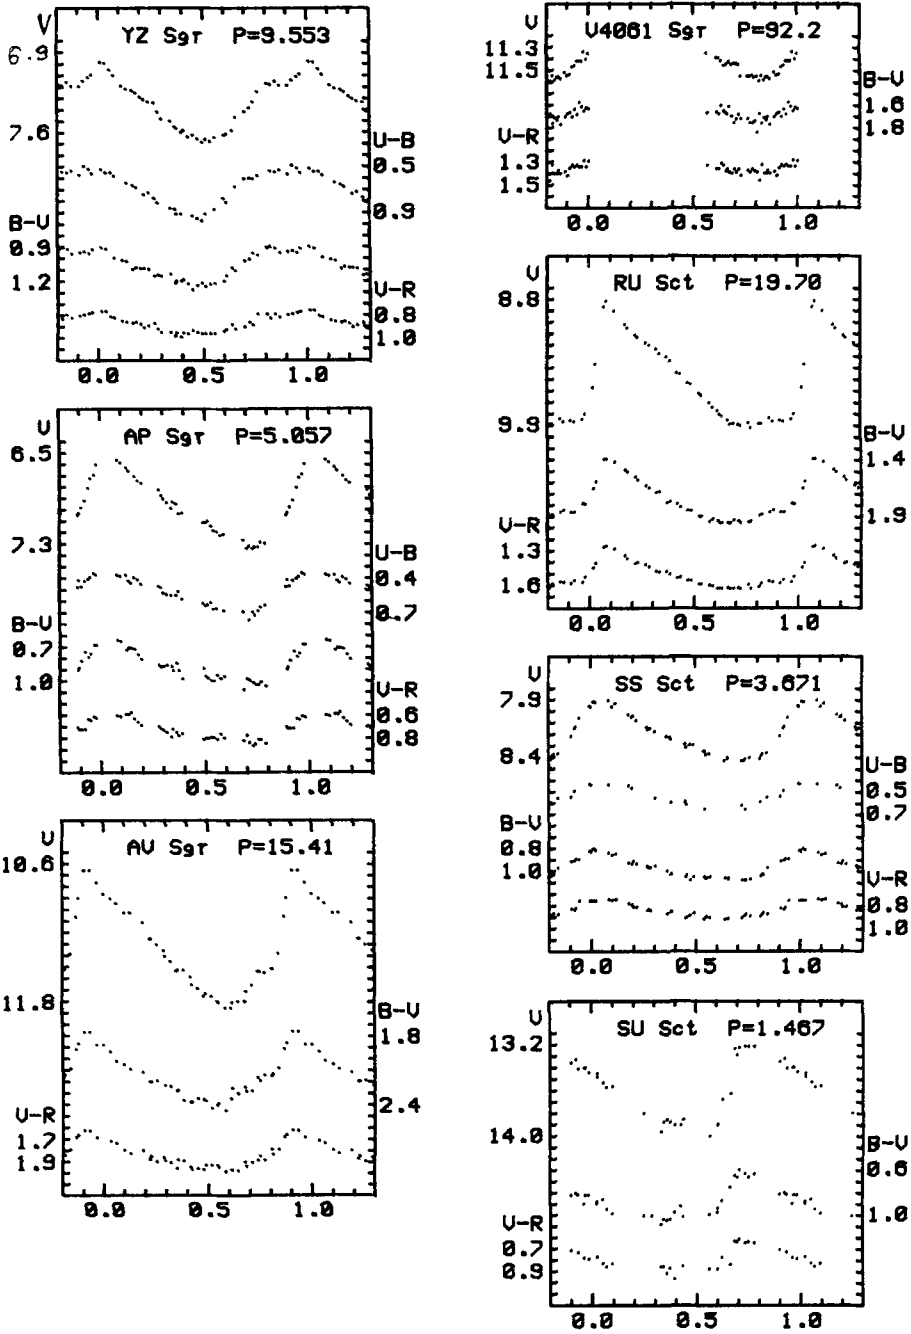 V
YZ Sgr P=9.553
6.9
7.6
U-B
0.5
0.9
B-V
0.9
1.2
V-R
0.8
1.0
0.0 0.5 1.0
V
AP Sgr P=5.057
6.5
7.3
U-B
0.4
0.7
B-V
0.7
1.0
V-R
0.6
0.8
0.0 0.5 1.0
V
AV Sgr P=15.41
10.6
11.8
B-V
1.8
2.4
V-R
1.7
1.9
0.0 0.5 1.0
V
V4061 Sgr P=92.2
11.3
11.5
B-V
1.6
1.8
V-R
1.3
1.5
0.0 0.5 1.0
V
RU Sct P=19.70
8.8
9.9
B-V
1.4
1.9
V-R
1.3
1.6
0.0 0.5 1.0
V
SS Sct P=3.671
7.9
8.4
U-B
0.5
0.7
B-V
0.8
1.0
V-R
0.8
1.0
0.0 0.5 1.0
V
SU Sct P=1.467
13.2
14.0
B-V
0.6
1.0
V-R
0.7
0.9
0.0 0.5 1.0